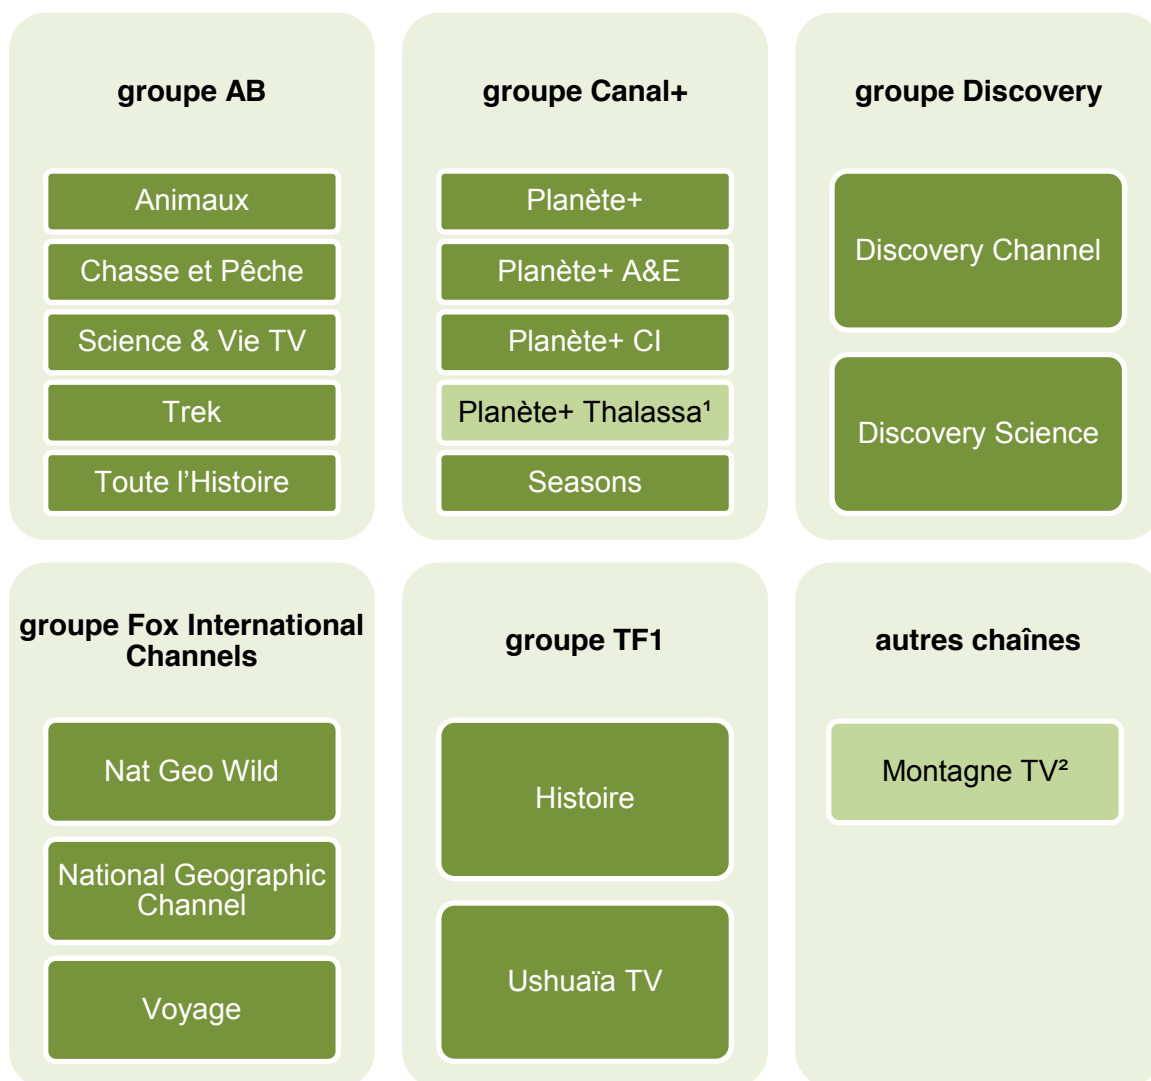 groupe AB
Animaux
Chasse et Pêche
Science & Vie TV
Trek
Toute l’Histoire
groupe Canal+
Planète+
Planète+ A&E
Planète+ CI
Planète+ Thalassa¹
Seasons
groupe Discovery
Discovery Channel
Discovery Science
groupe Fox International
Channels
Nat Geo Wild
National Geographic
Channel
Voyage
groupe TF1
Histoire
Ushuaïa TV
autres chaînes
Montagne TV²